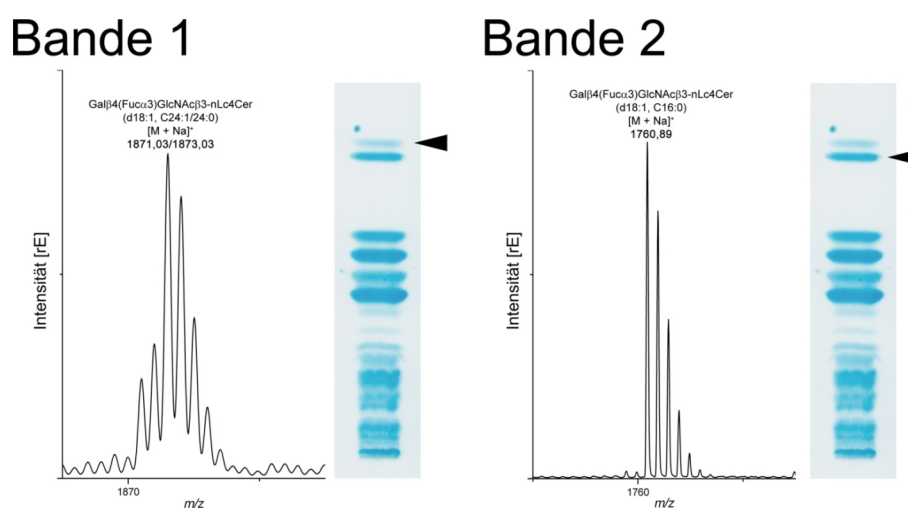 Bande 1
Galβ4(Fucα3)GlcNAcβ3-nLc4Cer
(d18:1, C24:1/24:0)
[M + Na]⁺
1871,03/1873,03
Intensität [rE]
1870
m/z
Bande 2
Galβ4(Fucα3)GlcNAcβ3-nLc4Cer
(d18:1, C16:0)
[M + Na]⁺
1760,89
Intensität [rE]
1760
m/z